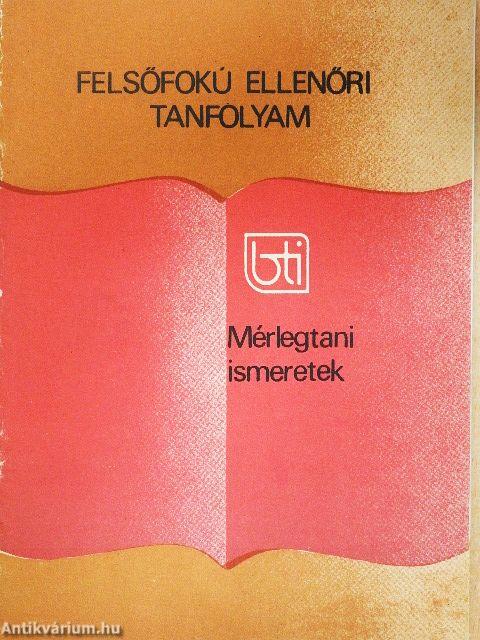 FELSŐFOKÚ ELLENŐRI
TANFOLYAM
bti
Mérlegtani
ismeretek
Antikvárium.hu